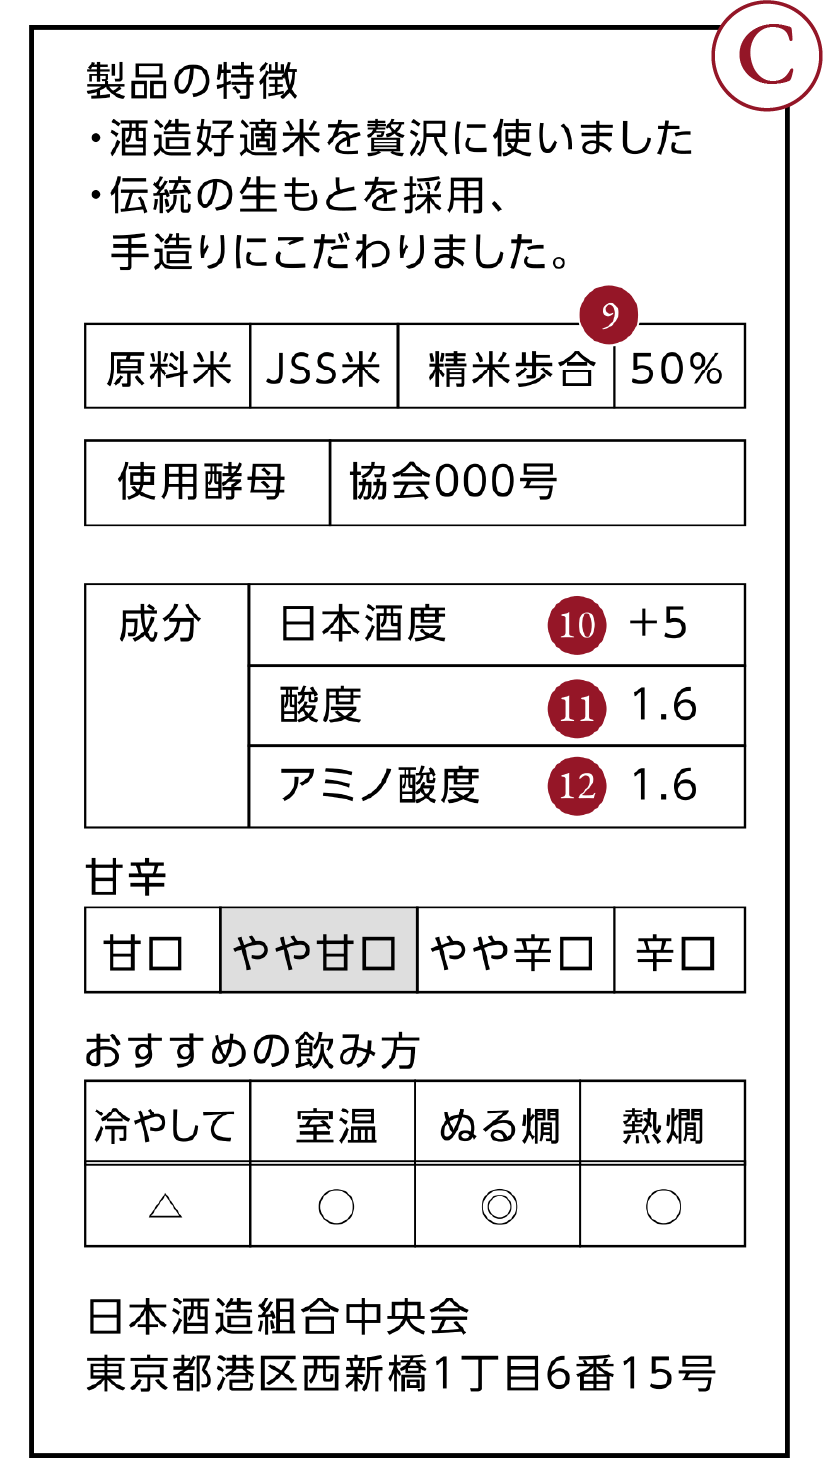 C
製品の特徴
・酒造好適米を贅沢に使いました
・伝統の生もとを採用、
手造りにこだわりました。
9
原料米 JSS米 精米歩合 50%
使用酵母 協会000号
成分 日本酒度 10 +5
酸度 11 1.6
アミノ酸度 12 1.6
甘辛
甘口 やや甘口 やや辛口 辛口
おすすめの飲み方
冷やして 室温 ぬる燗 熱燗
△ ○ ◎ ○
日本酒造組合中央会
東京都港区西新橋1丁目6番15号